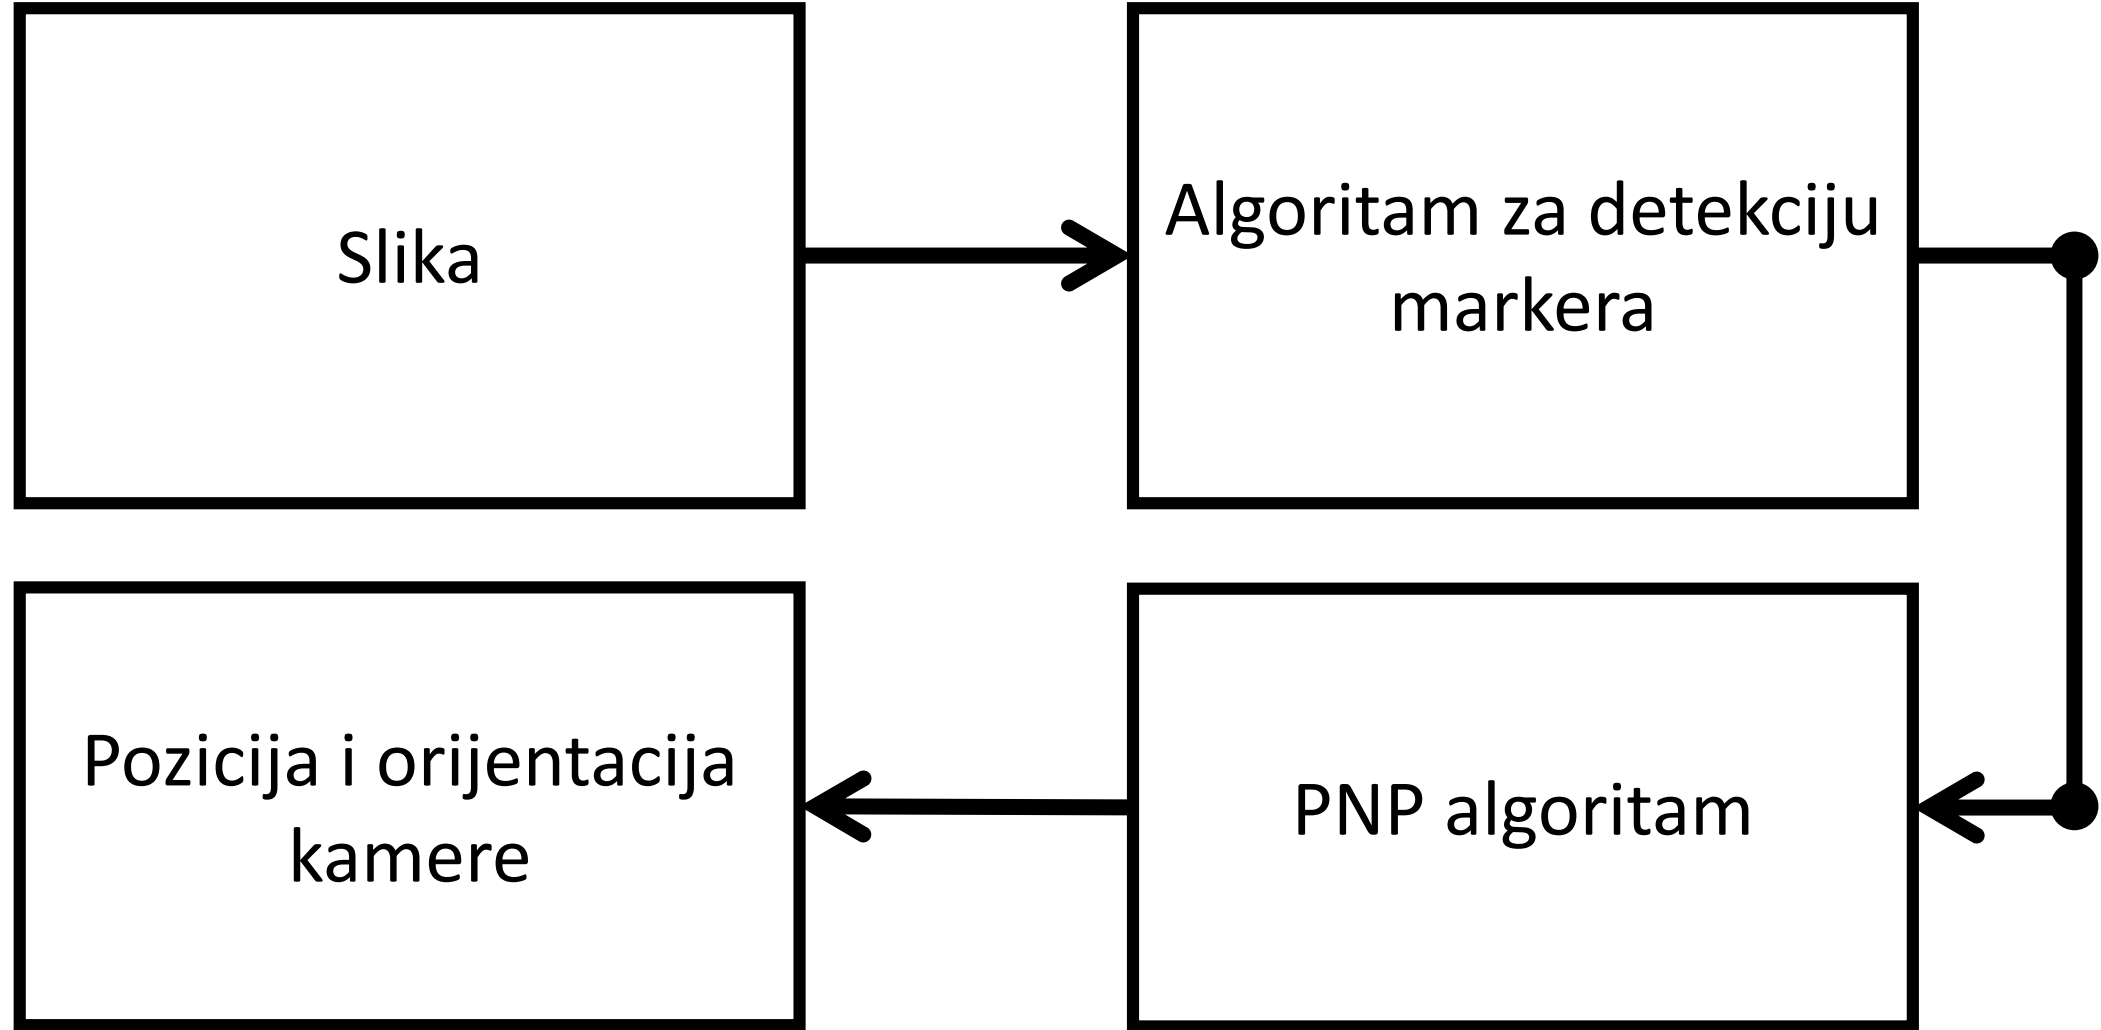 Slika
Algoritam za detekciju
markera
Pozicija i orijentacija
kamere
PNP algoritam